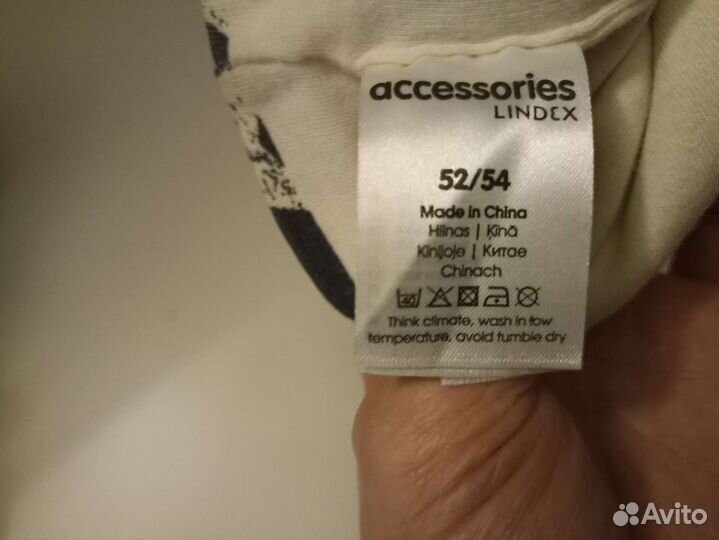 accessories
LINDEX
52/54
Made in China
Hiinas | Ķīnā
Kinijoje | Китае
Chinach
40
Think climate, wash in low
temperature, avoid tumble dry
Avito